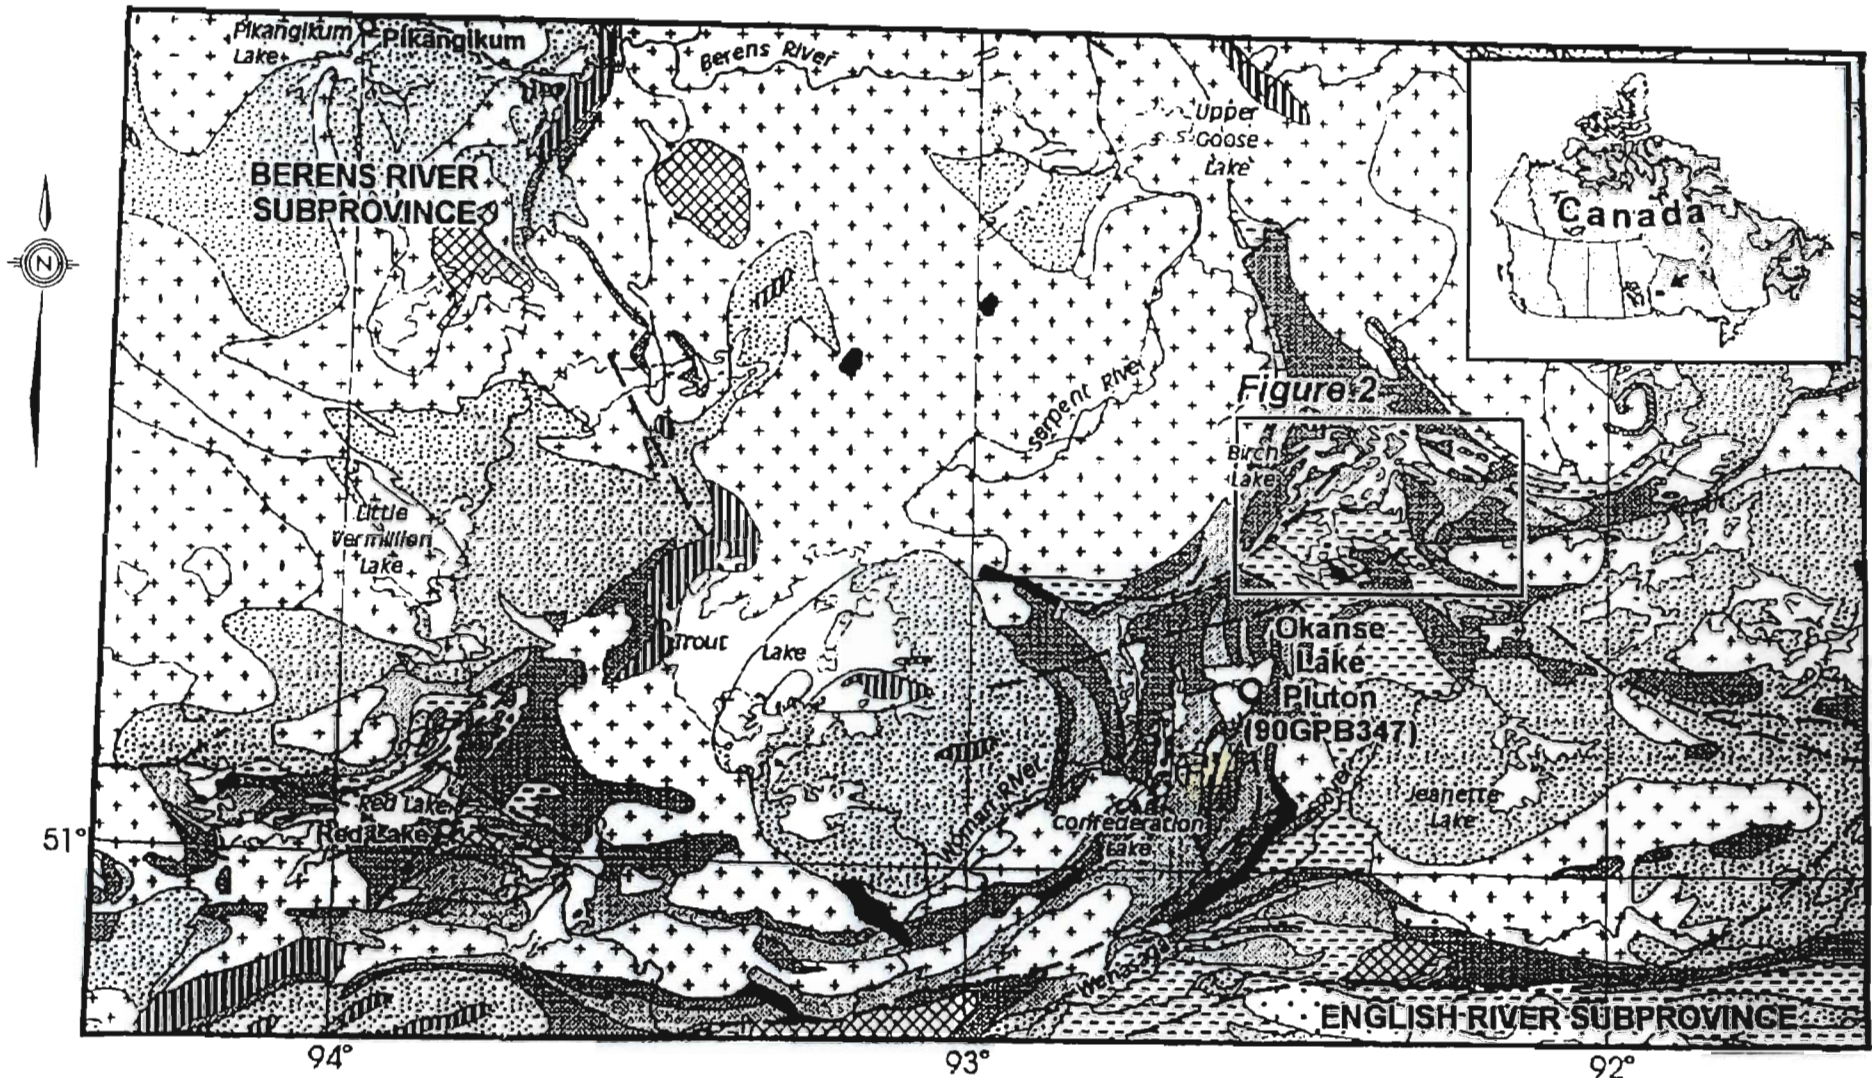 Pikangikum
Lake
Pikangikum
Berens River
Upper
Goose
Lake
Canada
BERENS RIVER
SUBPROVINCE
N
Serpent River
Figure 2
Birch
Lake
Little
Vermillion
Lake
Trout Lake
Okanse
Lake
Pluton
(90GPB347)
Red Lake
Red Lake
Woman River
Confederation
Lake
Jeanette
Lake
51°
ENGLISH RIVER SUBPROVINCE
94°
93°
92°